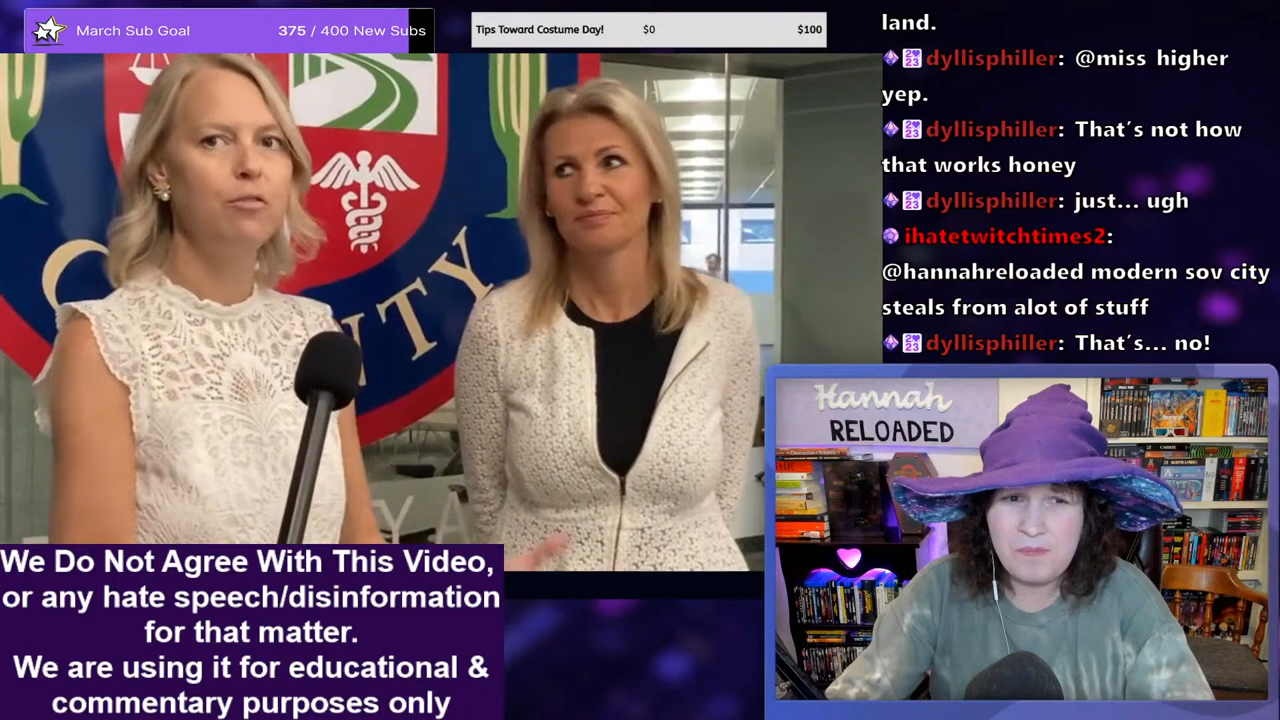 March Sub Goal 375 / 400 New Subs
Tips Toward Costume Day! $0 $100
land.
dyllisphiller: @miss higher
yep.
dyllisphiller: That's not how
that works honey
dyllisphiller: just... ugh
ihatetwitchtimes2:
@hannahreloaded modern sov city
steals from alot of stuff
dyllisphiller: That's... no!
NTY
Hannah
RELOADED
We Do Not Agree With This Video,
or any hate speech/disinformation
for that matter.
We are using it for educational &
commentary purposes only